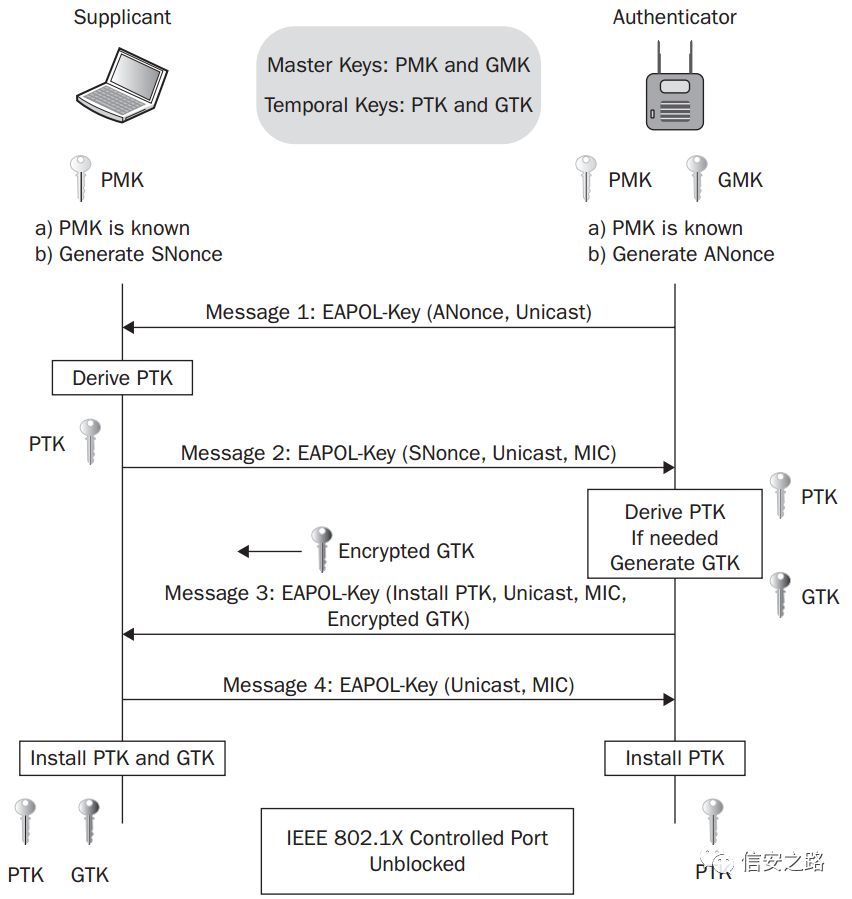 Supplicant
Authenticator
Master Keys: PMK and GMK
Temporal Keys: PTK and GTK
PMK
PMK
GMK
a) PMK is known
b) Generate SNonce
a) PMK is known
b) Generate ANonce
Message 1: EAPOL-Key (ANonce, Unicast)
Derive PTK
PTK
Message 2: EAPOL-Key (SNonce, Unicast, MIC)
PTK
Derive PTK
If needed
Generate GTK
Encrypted GTK
GTK
Message 3: EAPOL-Key (Install PTK, Unicast, MIC,
Encrypted GTK)
Message 4: EAPOL-Key (Unicast, MIC)
Install PTK and GTK
Install PTK
IEEE 802.1X Controlled Port
Unblocked
PTK
GTK
PTK
信安之路